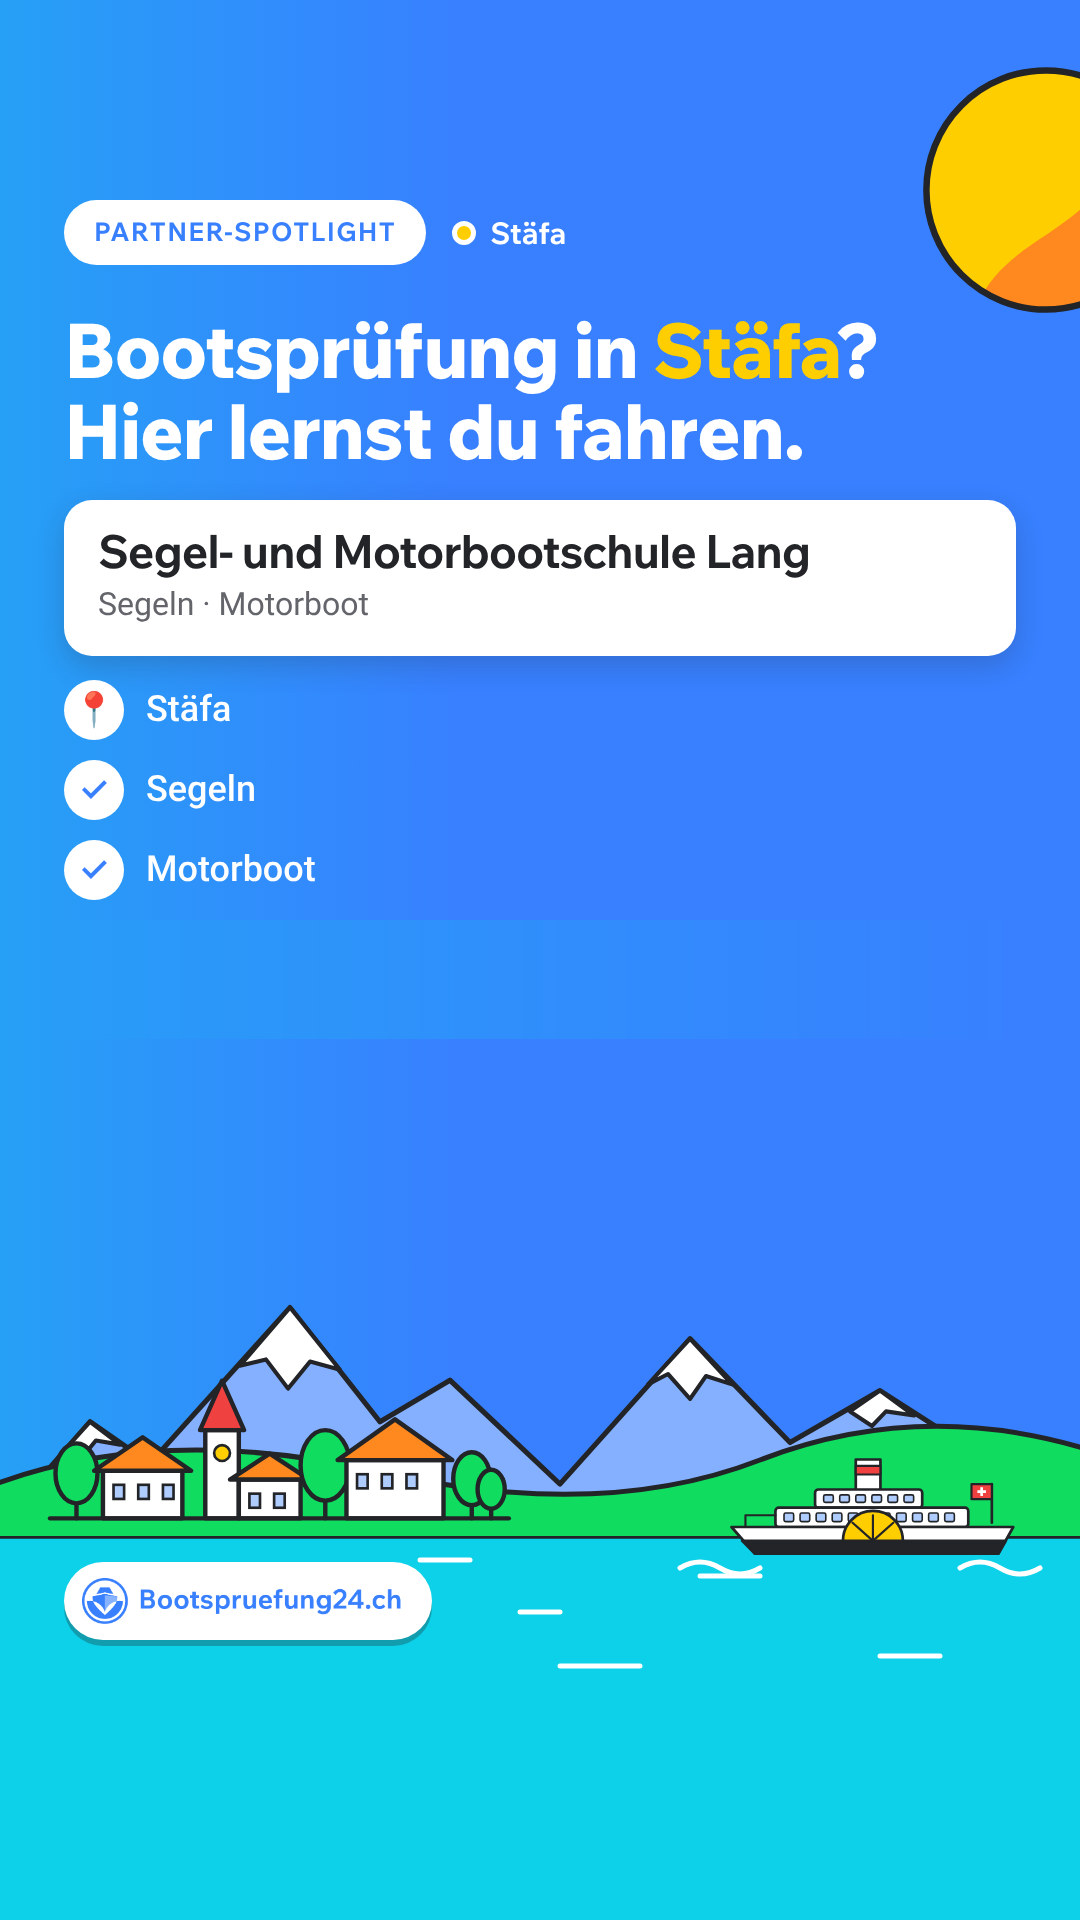 PARTNER-SPOTLIGHT
Stäfa
Bootsprüfung in Stäfa?
Hier lernst du fahren.
Segel- und Motorbootschule Lang
Segeln · Motorboot
Stäfa
Segeln
Motorboot
Bootspruefung24.ch